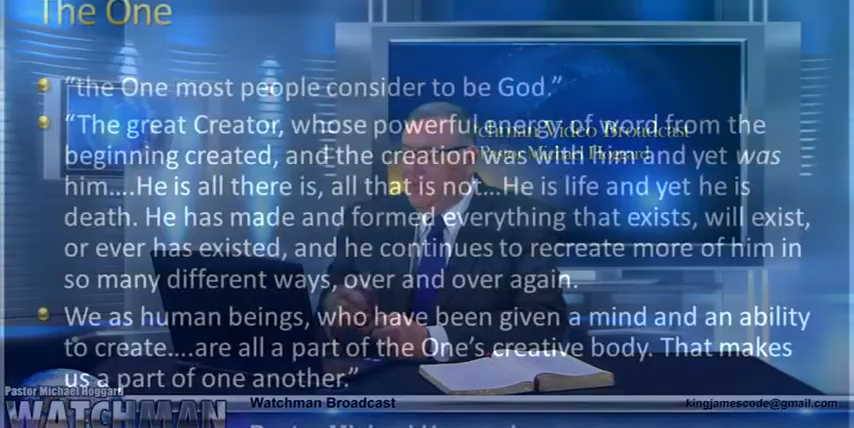 The One
“the One most people consider to be God.”
“The great Creator, whose powerful energy of word from the
beginning created, and the creation was with him and yet was
him....He is all there is, all that is not...He is life and yet he is
death. He has made and formed everything that exists, will exist,
or ever has existed, and he continues to recreate more of him in
so many different ways, over and over again.
We as human beings, who have been given a mind and an ability
to create....are all a part of the One’s creative body. That makes
us a part of one another.”
Video Broadcast
Pastor Michael Hoggard
Pastor Michael Hoggard
WATCHMAN
Watchman Broadcast
kingjamescode@gmail.com